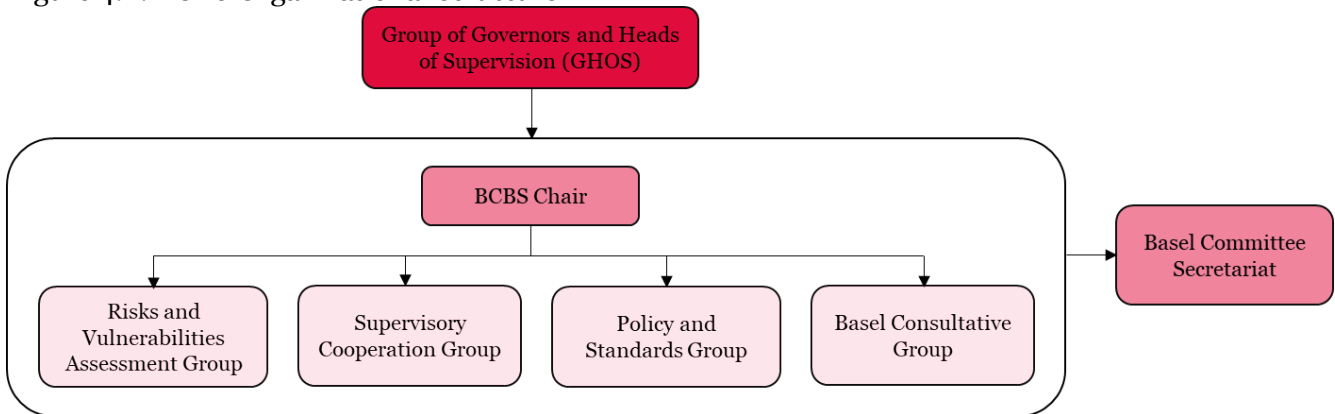 Group of Governors and Heads
of Supervision (GHOS)
BCBS Chair
Basel Committee
Secretariat
Risks and
Vulnerabilities
Assessment Group
Supervisory
Cooperation Group
Policy and
Standards Group
Basel Consultative
Group